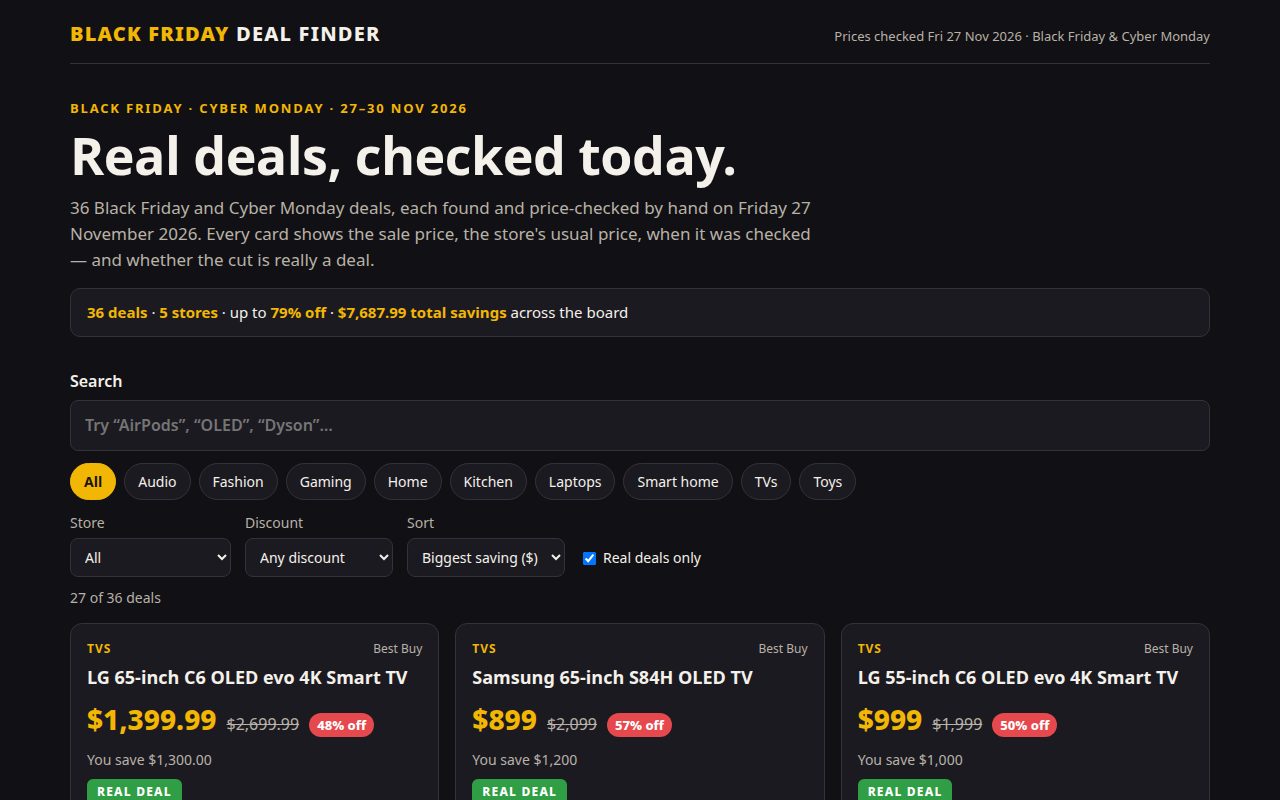 BLACK FRIDAY DEAL FINDER
Prices checked Fri 27 Nov 2026 · Black Friday & Cyber Monday
BLACK FRIDAY · CYBER MONDAY · 27–30 NOV 2026
Real deals, checked today.
36 Black Friday and Cyber Monday deals, each found and price-checked by hand on Friday 27
November 2026. Every card shows the sale price, the store's usual price, when it was checked
— and whether the cut is really a deal.
36 deals · 5 stores · up to 79% off · $7,687.99 total savings across the board
Search
Try “AirPods”, “OLED”, “Dyson”…
All Audio Fashion Gaming Home Kitchen Laptops Smart home TVs Toys
Store Discount Sort
All Any discount Biggest saving ($) Real deals only
27 of 36 deals
TVS Best Buy
LG 65-inch C6 OLED evo 4K Smart TV
$1,399.99 $2,699.99 48% off
You save $1,300.00
REAL DEAL
TVS Best Buy
Samsung 65-inch S84H OLED TV
$899 $2,099 57% off
You save $1,200
REAL DEAL
TVS Best Buy
LG 55-inch C6 OLED evo 4K Smart TV
$999 $1,999 50% off
You save $1,000
REAL DEAL